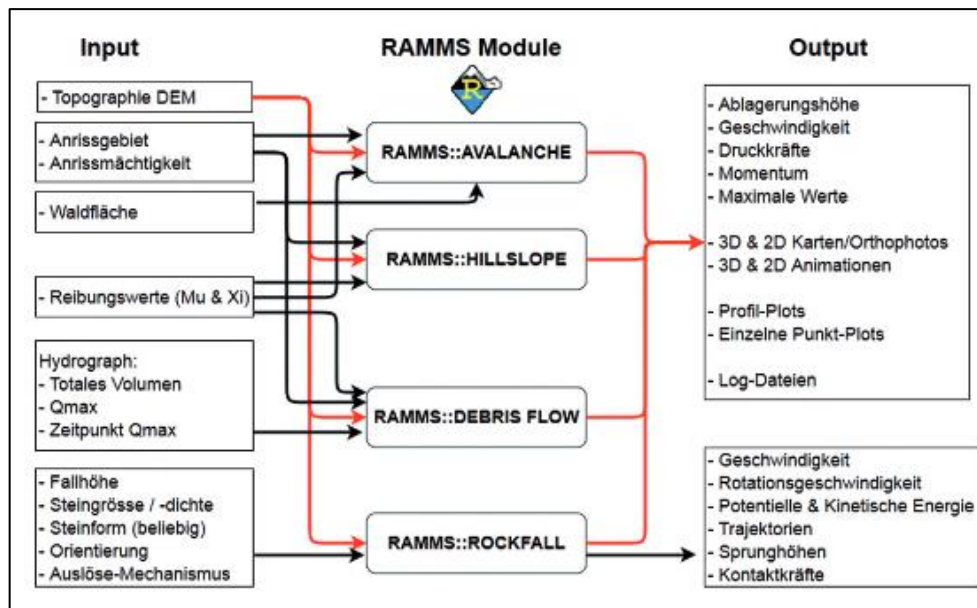 Input
RAMMS Module
Output
- Topographie DEM
- Anrissgebiet
- Anrissmächtigkeit
- Waldfläche
- Reibungswerte (Mu & Xi)
Hydrograph:
- Totales Volumen
- Qmax
- Zeitpunkt Qmax
- Fallhöhe
- Steingrösse / -dichte
- Steinform (beliebig)
- Orientierung
- Auslöse-Mechanismus
R
RAMMS::AVALANCHE
RAMMS::HILLSLOPE
RAMMS::DEBRIS FLOW
RAMMS::ROCKFALL
- Ablagerungshöhe
- Geschwindigkeit
- Druckkräfte
- Momentum
- Maximale Werte
- 3D & 2D Karten/Orthophotos
- 3D & 2D Animationen
- Profil-Plots
- Einzelne Punkt-Plots
- Log-Dateien
- Geschwindigkeit
- Rotationsgeschwindigkeit
- Potentielle & Kinetische Energie
- Trajektorien
- Sprunghöhen
- Kontaktkräfte